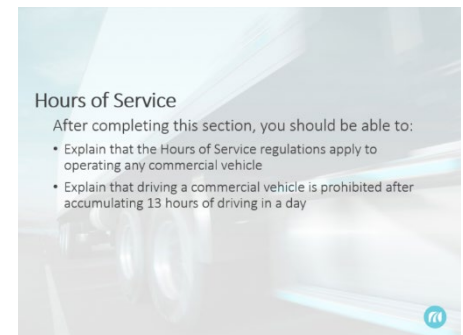 Hours of Service
After completing this section, you should be able to:
• Explain that the Hours of Service regulations apply to
operating any commercial vehicle
• Explain that driving a commercial vehicle is prohibited after
accumulating 13 hours of driving in a day